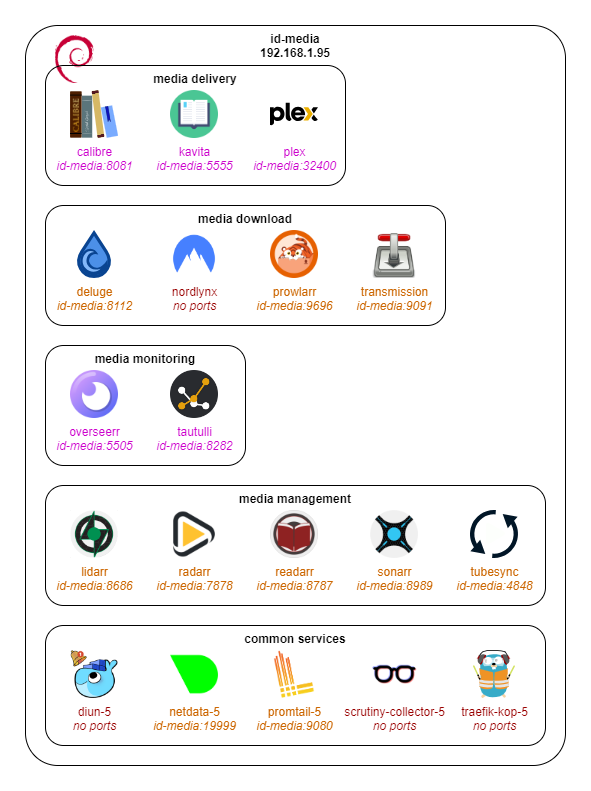 id-media
192.168.1.95
media delivery
CALIBRE
plex
calibre
id-media:8081
kavita
id-media:5555
plex
id-media:32400
media download
deluge
id-media:8112
nordlynx
no ports
prowlarr
id-media:9696
transmission
id-media:9091
media monitoring
overseerr
id-media:5505
tautulli
id-media:8282
media management
lidarr
id-media:8686
radarr
id-media:7878
readarr
id-media:8787
sonarr
id-media:8989
tubesync
id-media:4848
common services
diun-5
no ports
netdata-5
id-media:19999
promtail-5
id-media:9080
scrutiny-collector-5
no ports
traefik-kop-5
no ports